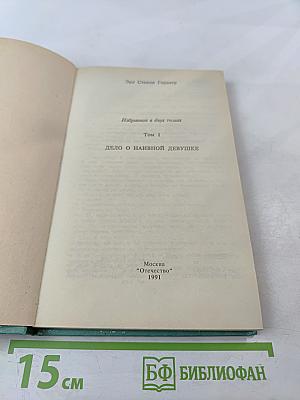 Эрл Стенли Гарднер
Избранное в двух томах
Том 1
ДЕЛО О НАИВНОЙ ДЕВУШКЕ
Москва
"Отечество"
1991
15 см
БФ БИБЛИОФАН